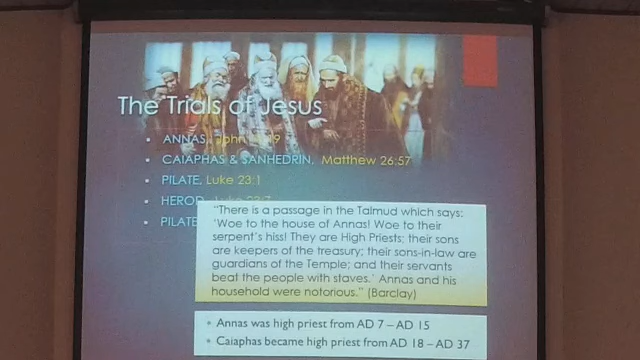 The Trials of Jesus
▪ ANNAS, John
▪ CAIAPHAS & SANHEDRIN, Matthew 26:57
▪ PILATE, Luke 23:1
▪ HEROD,
▪ PILATE
"There is a passage in the Talmud which says:
'Woe to the house of Annas! Woe to their
serpent's hiss! They are High Priests; their sons
are keepers of the treasury; their sons-in-law are
guardians of the Temple; and their servants
beat the people with staves.' Annas and his
household were notorious." (Barclay)
• Annas was high priest from AD 7 – AD 15
• Caiaphas became high priest from AD 18 – AD 37